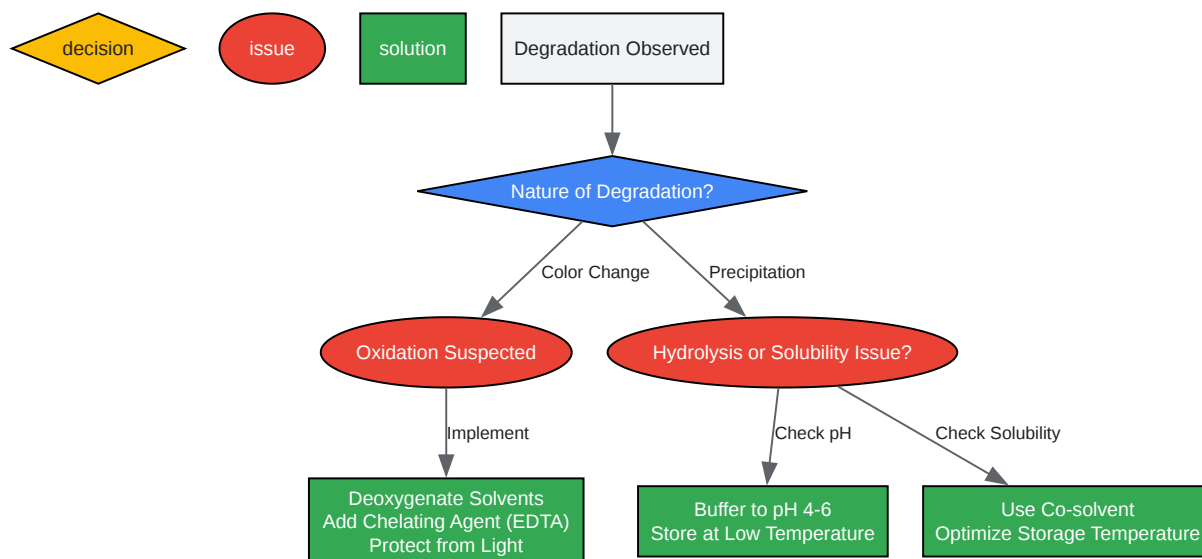 decision
issue
solution
Degradation Observed
Nature of Degradation?
Color Change
Precipitation
Oxidation Suspected
Hydrolysis or Solubility Issue?
Implement
Check pH
Check Solubility
Deoxygenate Solvents
Add Chelating Agent (EDTA)
Protect from Light
Buffer to pH 4-6
Store at Low Temperature
Use Co-solvent
Optimize Storage Temperature